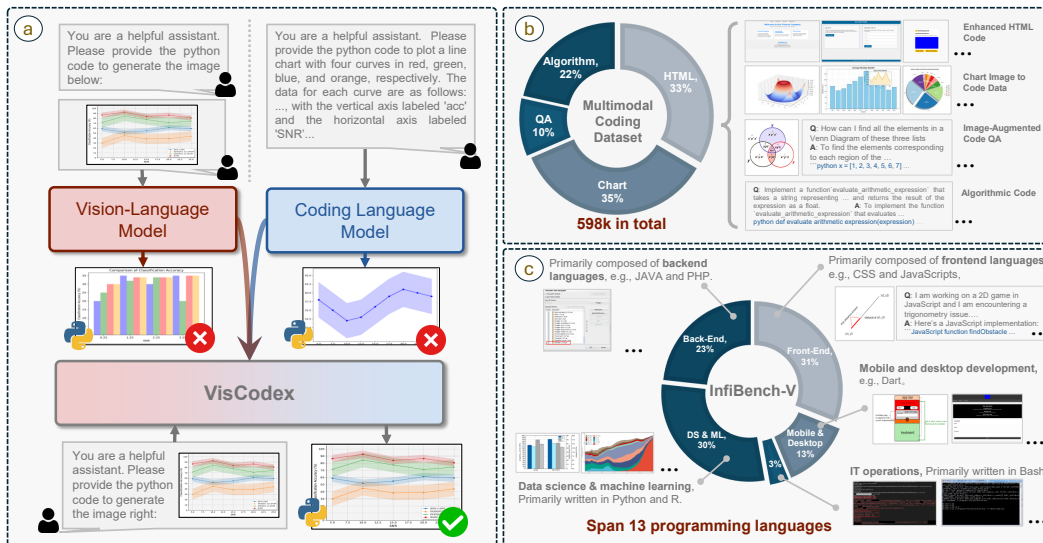 a
You are a helpful assistant.
Please provide the python
code to generate the image
below:
You are a helpful assistant. Please
provide the python code to plot a line
chart with four curves in red, green,
blue, and orange, respectively. The
data for each curve are as follows:
..., with the vertical axis labeled 'acc'
and the horizontal axis labeled
'SNR'...
Vision-Language
Model
Coding Language
Model
Comparison of Classification Accuracy
VisCodex
You are a helpful
assistant. Please
provide the python
code to generate
the image right:
b
Algorithm,
22%
HTML,
33%
QA
10%
Chart
35%
Multimodal
Coding
Dataset
598k in total
Enhanced HTML
Code
Chart Image to
Code Data
Q: How can I find all the elements in a
Venn Diagram of these three lists
A: To find the elements corresponding
to each region of the ...
```python x = [1, 2, 3, 4, 5, 6, 7] ...
Image-Augmented
Code QA
Q: Implement a function`evaluate_arithmetic_expression` that
takes a string representing ... and returns the result of the
expression as a float. A: To implement the function
`evaluate_arithmetic_expression` that evaluates ...
python def evaluate arithmetic expression(expression) ...
Algorithmic Code
c
Primarily composed of backend
languages, e.g., JAVA and PHP.
Primarily composed of frontend languages
e.g., CSS and JavaScripts,
Q: I am working on a 2D game in
JavaScript and I am encountering a
trigonometry issue....
A: Here's a JavaScript implementation:
```JavaScript function findObstacle ...
Back-End,
23%
Front-End,
31%
InfiBench-V
DS & ML,
30%
3%
Mobile &
Desktop
13%
Mobile and desktop development,
e.g., Dart。
Data science & machine learning,
Primarily written in Python and R.
IT operations, Primarily written in Bash
Span 13 programming languages